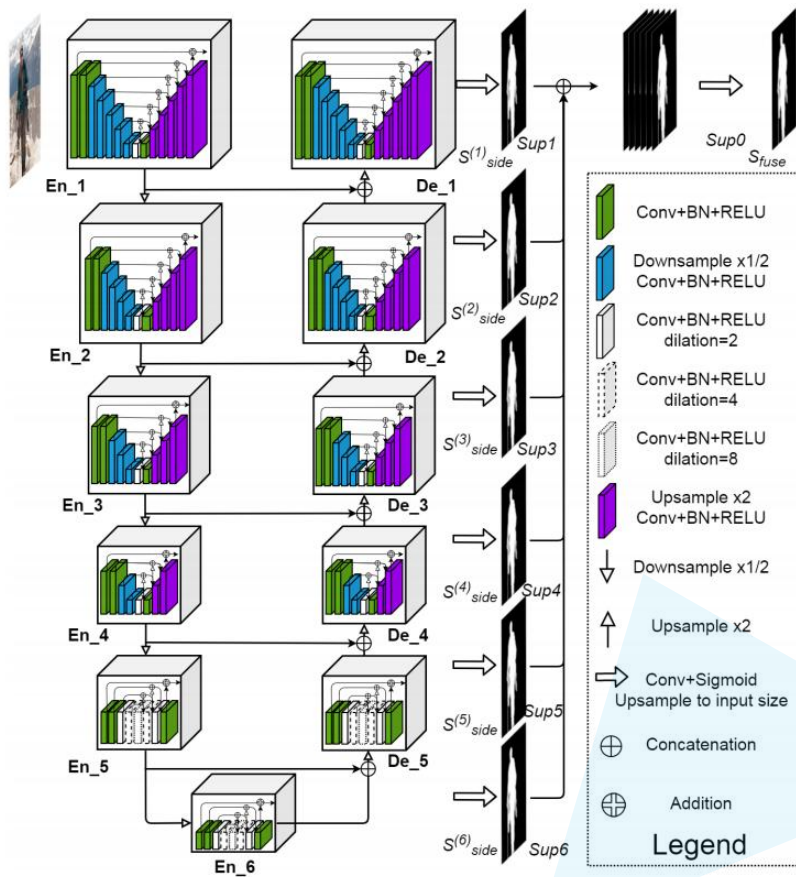 En_1
De_1
S(1)side
Sup1
Sup0
Sfuse
En_2
De_2
S(2)side
Sup2
En_3
De_3
S(3)side
Sup3
En_4
De_4
S(4)side
Sup4
En_5
De_5
S(5)side
Sup5
En_6
S(6)side
Sup6
Conv+BN+RELU
Downsample x1/2
Conv+BN+RELU
Conv+BN+RELU
dilation=2
Conv+BN+RELU
dilation=4
Conv+BN+RELU
dilation=8
Upsample x2
Conv+BN+RELU
Downsample x1/2
Upsample x2
Conv+Sigmoid
Upsample to input size
Concatenation
Addition
Legend